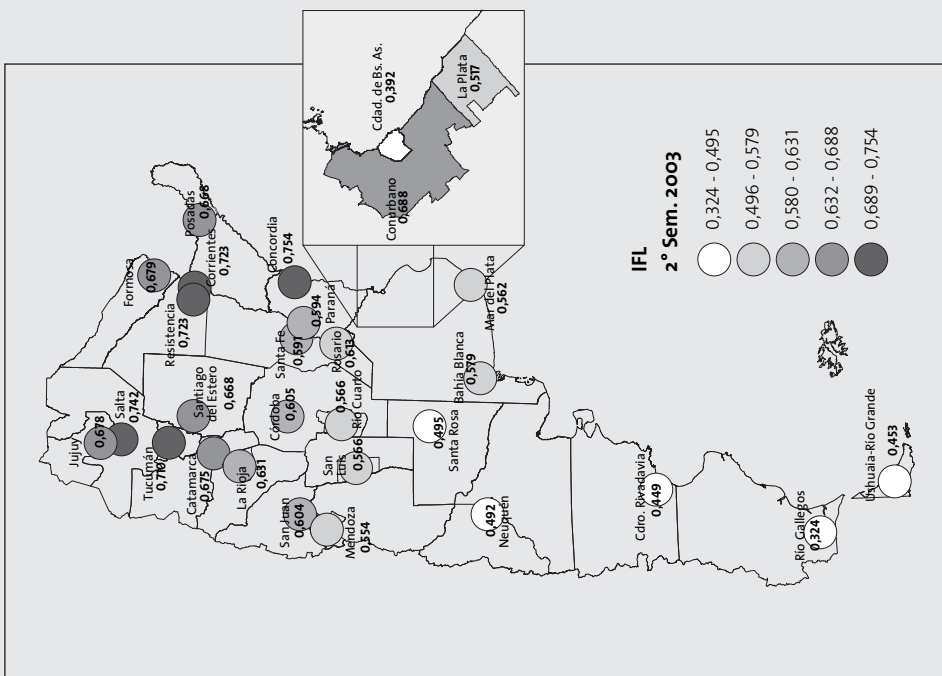 Jujuy
0,678
Salta
0,742
Tucumán
0,710
Catamarca
0,675
Santiago
del Estero
0,668
La Rioja
0,631
Formosa
0,679
Resistencia
0,723
Corrientes
0,723
Posadas
0,668
San Juan
0,604
Mendoza
0,554
San
Luis
0,566
Córdoba
0,605
Río Cuarto
0,566
Santa Fe
0,591
Paraná
0,594
Rosario
0,613
Concordia
0,754
Santa Rosa
0,495
Neuquén
0,492
Bahía Blanca
0,579
Mar del Plata
0,562
Cdro. Rivadavia
0,449
Río Gallegos
0,324
Ushuaia-Río Grande
0,453
Cdad. de Bs. As.
0,392
Conurbano
0,688
La Plata
0,517
IFL
2° Sem. 2003
0,324 - 0,495
0,496 - 0,579
0,580 - 0,631
0,632 - 0,688
0,689 - 0,754